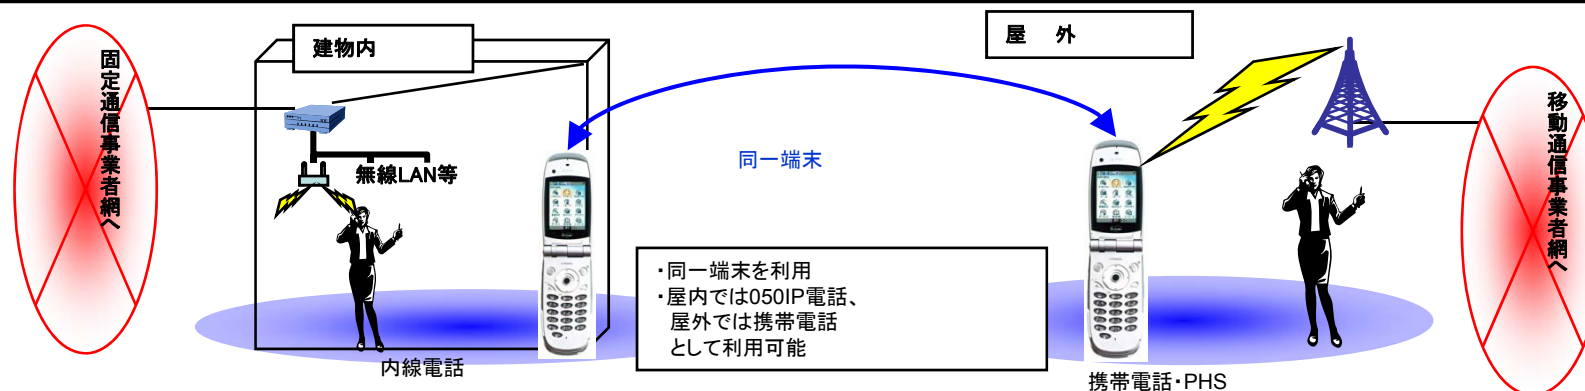 固定通信事業者網へ
建物内
無線LAN等
内線電話
同一端末
・同一端末を利用
・屋内では050IP電話、
屋外では携帯電話
として利用可能
屋　外
携帯電話・PHS
移動通信事業者網へ